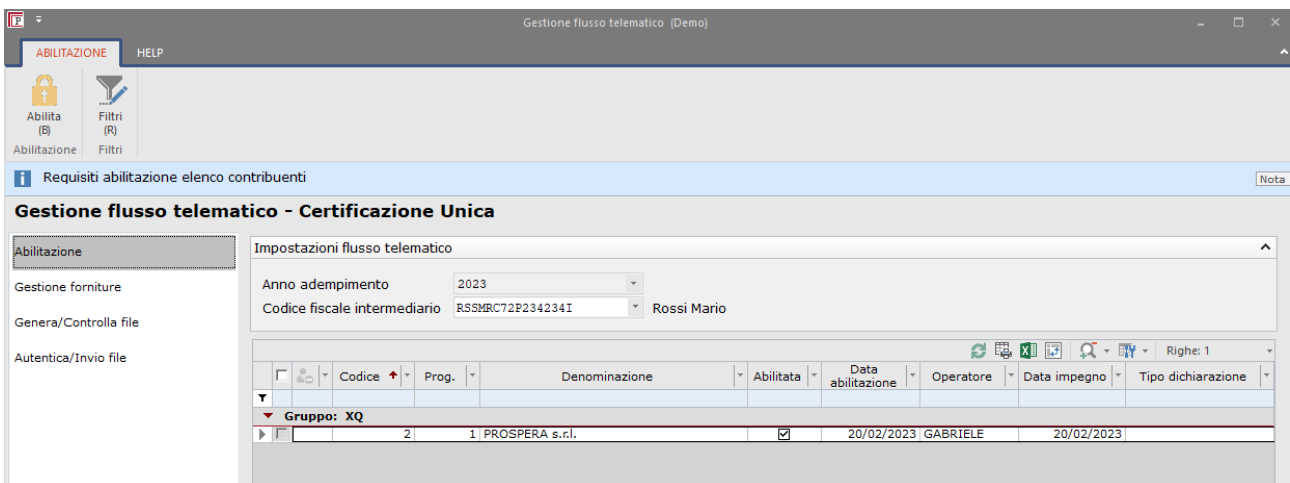 Gestione flusso telematico (Demo)
ABILITAZIONE HELP
Abilita (B) Filtri (R)
Abilitazione Filtri
Requisiti abilitazione elenco contribuenti Nota
Gestione flusso telematico - Certificazione Unica
Abilitazione
Gestione forniture
Genera/Controlla file
Autentica/Invio file
Impostazioni flusso telematico
Anno adempimento 2023
Codice fiscale intermediario RSSMRC72P234234I Rossi Mario
Righe: 1
Codice Prog. Denominazione Abilitata Data abilitazione Operatore Data impegno Tipo dichiarazione
Gruppo: XQ
2 1 PROSPERA s.r.l. 20/02/2023 GABRIELE 20/02/2023